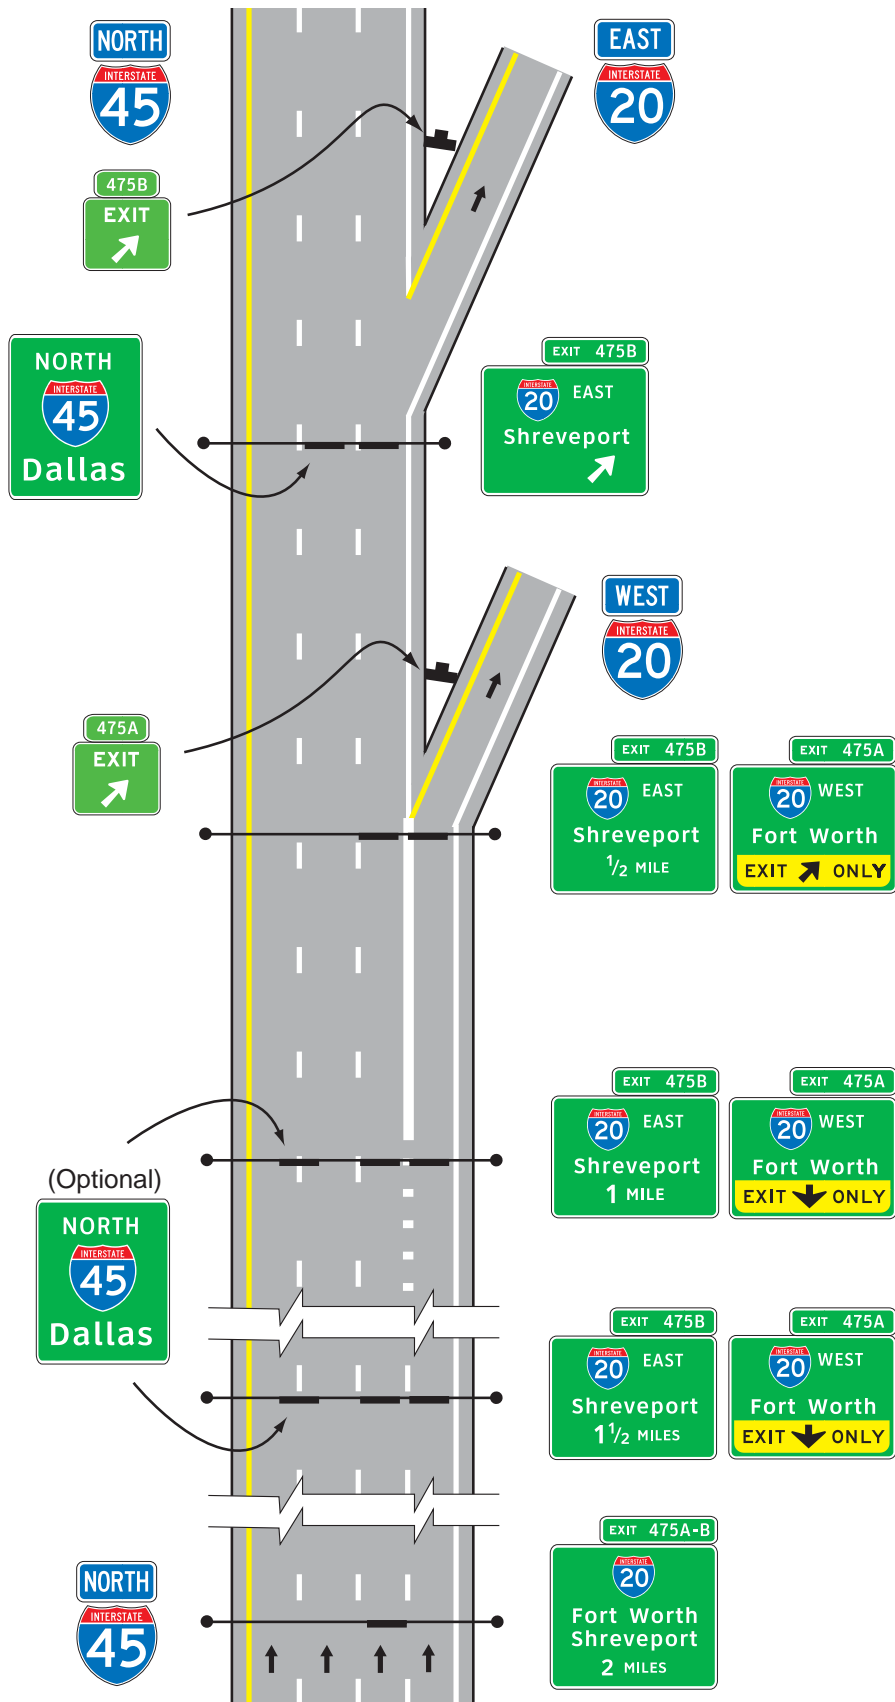 NORTH
INTERSTATE
45
EAST
INTERSTATE
20
475B
EXIT
NORTH
INTERSTATE
45
Dallas
EXIT 475B
INTERSTATE
20 EAST
Shreveport
WEST
INTERSTATE
20
475A
EXIT
EXIT 475B
INTERSTATE
20 EAST
Shreveport
1/2 MILE
EXIT 475A
INTERSTATE
20 WEST
Fort Worth
EXIT ONLY
EXIT 475B
INTERSTATE
20 EAST
Shreveport
1 MILE
EXIT 475A
INTERSTATE
20 WEST
Fort Worth
EXIT ONLY
(Optional)
NORTH
INTERSTATE
45
Dallas
EXIT 475B
INTERSTATE
20 EAST
Shreveport
1 1/2 MILES
EXIT 475A
INTERSTATE
20 WEST
Fort Worth
EXIT ONLY
EXIT 475A-B
INTERSTATE
20
Fort Worth
Shreveport
2 MILES
NORTH
INTERSTATE
45